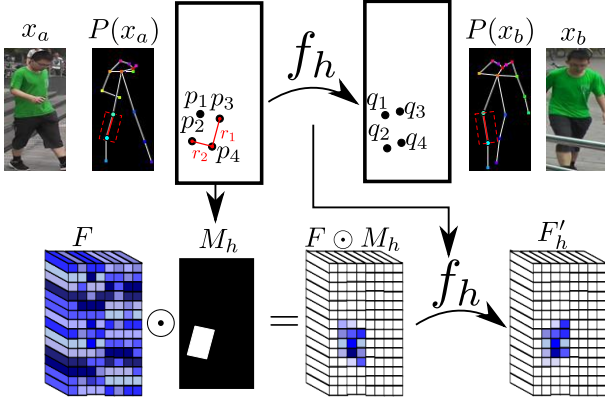 x_a
P(x_a)
f_h
P(x_b)
x_b
p_1 p_3
p_2
r_1
r_2 p_4
q_1 q_3
q_2 q_4
F
M_h
F ⊙ M_h
f_h
F'_h
⊙
=